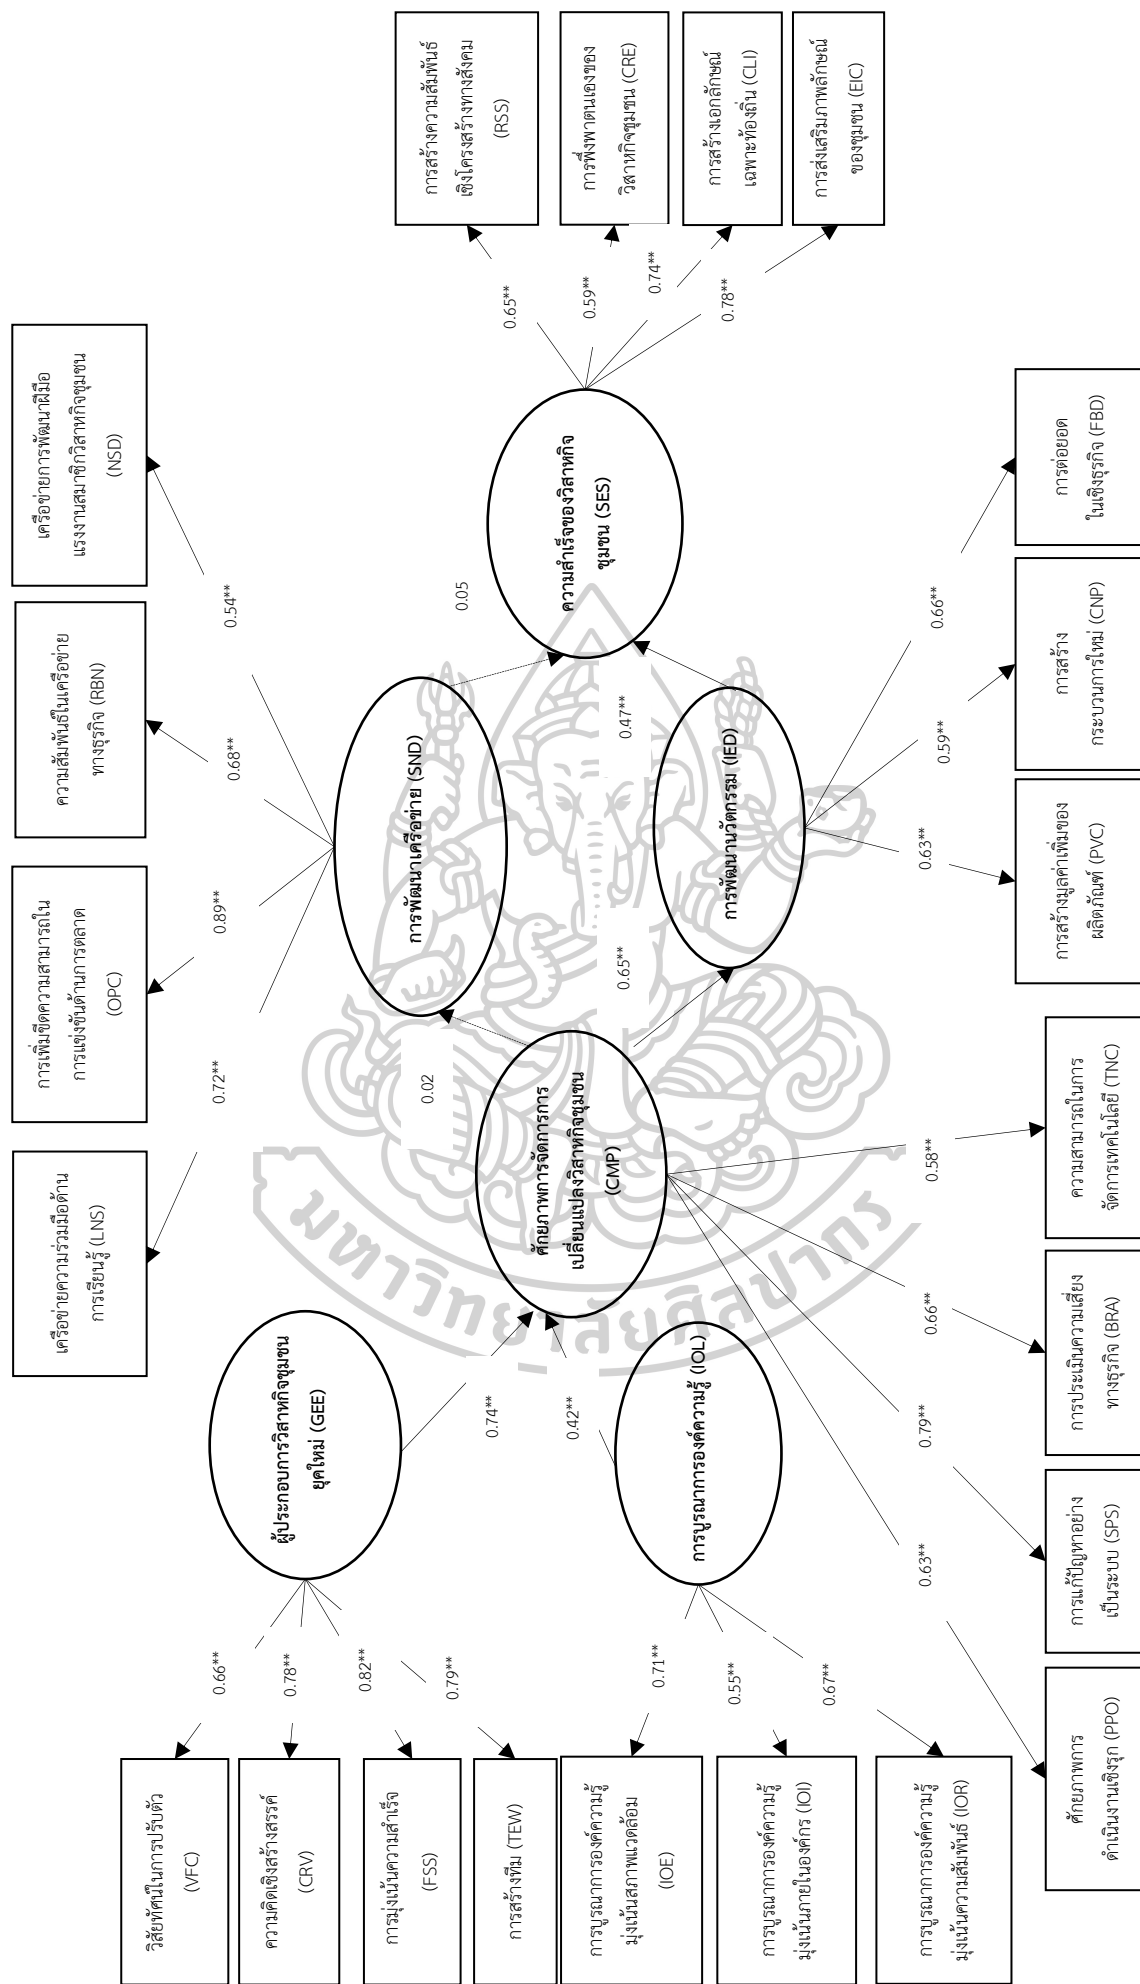 เครือข่ายความร่วมมือด้าน
การเรียนรู้ (LNS)
การเพิ่มขีดความสามารถใน
การแข่งขันด้านการตลาด
(OPC)
ความสัมพันธ์ในเครือข่าย
ทางธุรกิจ (RBN)
เครือข่ายการพัฒนาฝีมือ
แรงงานสมาชิกวิสาหกิจชุมชน
(NSD)
0.72**
0.89**
0.68**
0.54**
วิสัยทัศน์ในการปรับตัว
(VFC)
ความคิดเชิงสร้างสรรค์
(CRV)
การมุ่งเน้นความสำเร็จ
(FSS)
การสร้างทีม (TEW)
0.66**
0.78**
0.82**
0.79**
ผู้ประกอบการวิสาหกิจชุมชน
ยุคใหม่ (GEE)
0.74**
0.02
การพัฒนาเครือข่าย (SND)
0.05
ศักยภาพการจัดการการ
เปลี่ยนแปลงวิสาหกิจชุมชน
(CMP)
ความสำเร็จของวิสาหกิจ
ชุมชน (SES)
0.65**
0.59**
0.74**
0.78**
การสร้างความสัมพันธ์
เชิงโครงสร้างทางสังคม
(RSS)
การพึ่งพาตนเองของ
วิสาหกิจชุมชน (CRE)
การสร้างเอกลักษณ์
เฉพาะท้องถิ่น (CLI)
การส่งเสริมภาพลักษณ์
ของชุมชน (EIC)
0.42**
0.65**
0.47**
การบูรณาการองค์ความรู้
มุ่งเน้นสภาพแวดล้อม
(IOE)
การบูรณาการองค์ความรู้
มุ่งเน้นภายในองค์กร (IOI)
การบูรณาการองค์ความรู้
มุ่งเน้นความสัมพันธ์ (IOR)
0.71**
0.55**
0.67**
การบูรณาการองค์ความรู้ (IOL)
การพัฒนานวัตกรรม (IED)
มหาวิทยาลัยศิลปากร
0.63**
0.79**
0.66**
0.58**
0.63**
0.59**
0.66**
ศักยภาพการ
ดำเนินงานเชิงรุก (PPO)
การแก้ปัญหาอย่าง
เป็นระบบ (SPS)
การประเมินความเสี่ยง
ทางธุรกิจ (BRA)
ความสามารถในการ
จัดการเทคโนโลยี (TNC)
การสร้างมูลค่าเพิ่มของ
ผลิตภัณฑ์ (PVC)
การสร้าง
กระบวนการใหม่ (CNP)
การต่อยอด
ในเชิงธุรกิจ (FBD)